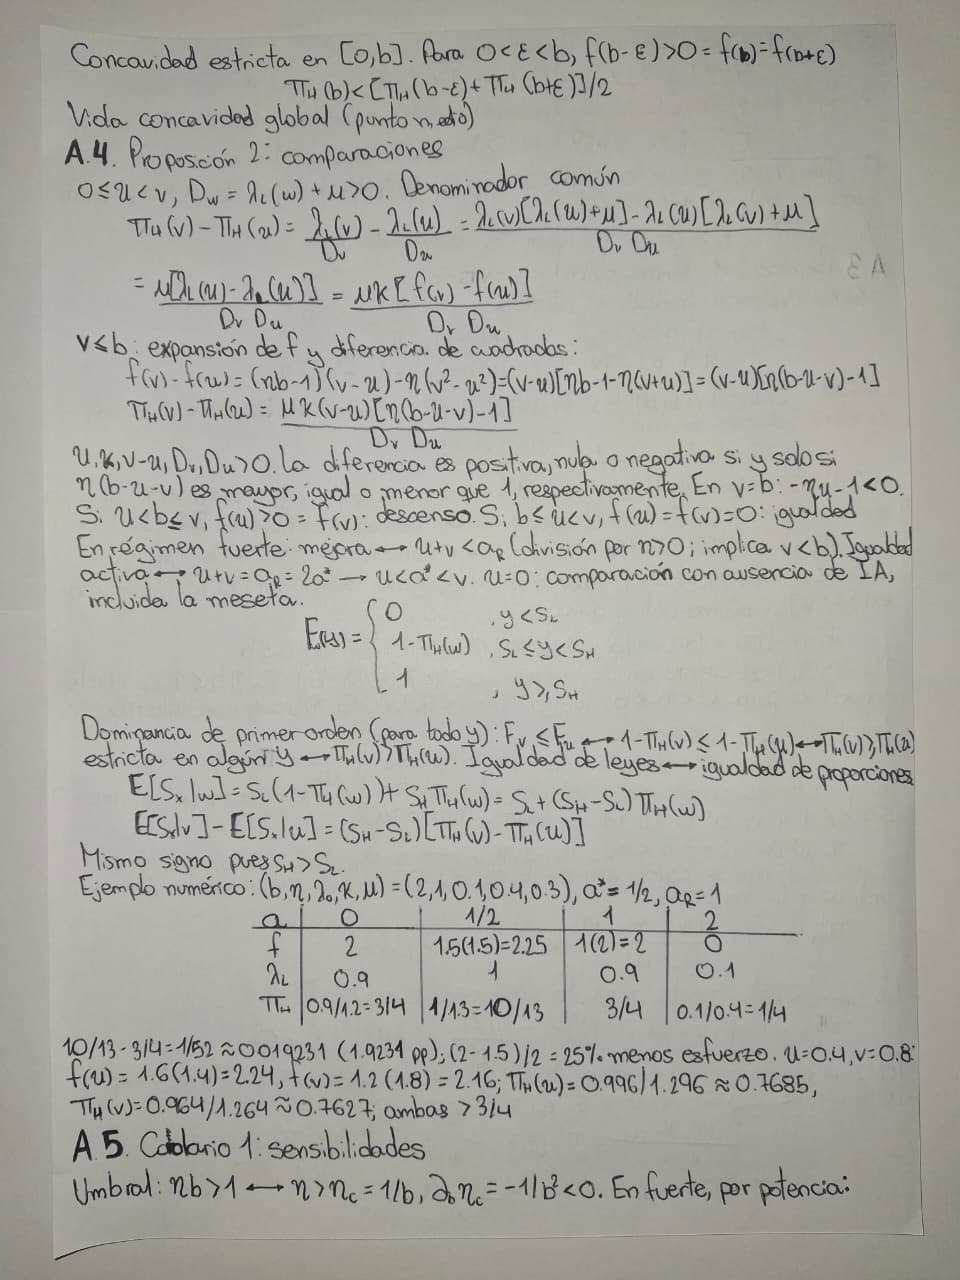 Concavidad estricta en [0,b]. Para 0<ε<b, f(b-ε)>0=f(b)=f(b+ε)
π_H(b)<[π_H(b-ε)+π_H(b+ε)]/2
Vida concavidad global (punto medio)
A.4. Proposción 2: comparaciones
0≤u<v, D_w = λ_L(w)+μ>0. Denominador común
π_H(v)-π_H(u) = λ_L(v)/D_v - λ_L(u)/D_u = λ_L(v)[λ_L(u)+μ]-λ_L(u)[λ_L(v)+μ] / D_v D_u
= μ[λ_L(u)-λ_L(u)] / D_v D_u = μκ[f(v)-f(u)] / D_v D_u
v≤b: expansión de f y diferencia de cuadrados:
f(v)-f(u)=(ηb-1)(v-u)-η(v²-u²)=(v-u)[ηb-1-η(v+u)]=(v-u)[η(b-u-v)-1]
π_H(v)-π_H(u) = μκ(v-u)[η(b-u-v)-1] / D_v D_u
μ,κ,v-u,D_v,D_u>0. La diferencia es positiva, nula o negativa si y solo si
η(b-u-v) es mayor, igual o menor que 1, respectivamente. En v=b: -ηu-1<0.
Si u<b≤v, f(u)>0=f(v): descenso. Si b≤u<v, f(u)=f(v)=0: igualdad
En régimen fuerte: mejora ⟷ u+v<a_R (división por η>0; implica v<b). Igualdad
activa ⟷ u+v=a_R=2a* → u<a*<v. u=0: comparación con ausencia de IA,
incluida la meseta.
F(y) = { 0 , y<S_L
1-π_H(w) , S_L≤y<S_H
1 , y≥S_H
Dominancia de primer orden (para todo y): F_v≤F_u ⟷ 1-π_H(v)≤1-π_H(u) ⟷ π_H(v)≥π_H(u)
estricta en algún y ⟷ π_H(v)>π_H(u). Igualdad de leyes ⟷ igualdad de proporciones
E[S_x|w] = S_L(1-π_H(w))+S_H π_H(w) = S_L+(S_H-S_L)π_H(w)
E[S_x|v]-E[S_x|u]=(S_H-S_L)[π_H(v)-π_H(u)]
Mismo signo pues S_H>S_L.
Ejemplo numérico: (b,η,λ₀,κ,μ)=(2,1,0.1,0.4,0.3), a*=1/2, a_R=1
a | 0 | 1/2 | 1 | 2
f | 2 | 1.5(1.5)=2.25 | 1(2)=2 | 0
λ_L | 0.9 | 1 | 0.9 | 0.1
π_H | 0.9/1.2=3/4 | 1/1.3=10/13 | 3/4 | 0.1/0.4=1/4
10/13-3/4=1/52≈0019231 (1.9231 pp); (2-1.5)/2=25% menos esfuerzo. u=0.4, v=0.8:
f(u)=1.6(1.4)=2.24, f(v)=1.2(1.8)=2.16; π_H(u)=0.996/1.296≈0.7685,
π_H(v)=0.964/1.264≈0.7627; ambas >3/4
A.5. Corolario 1: sensibilidades
Umbral: ηb>1 ⟷ η>η_c=1/b, ∂_b η_c=-1/b²<0. En fuerte, por potencia: